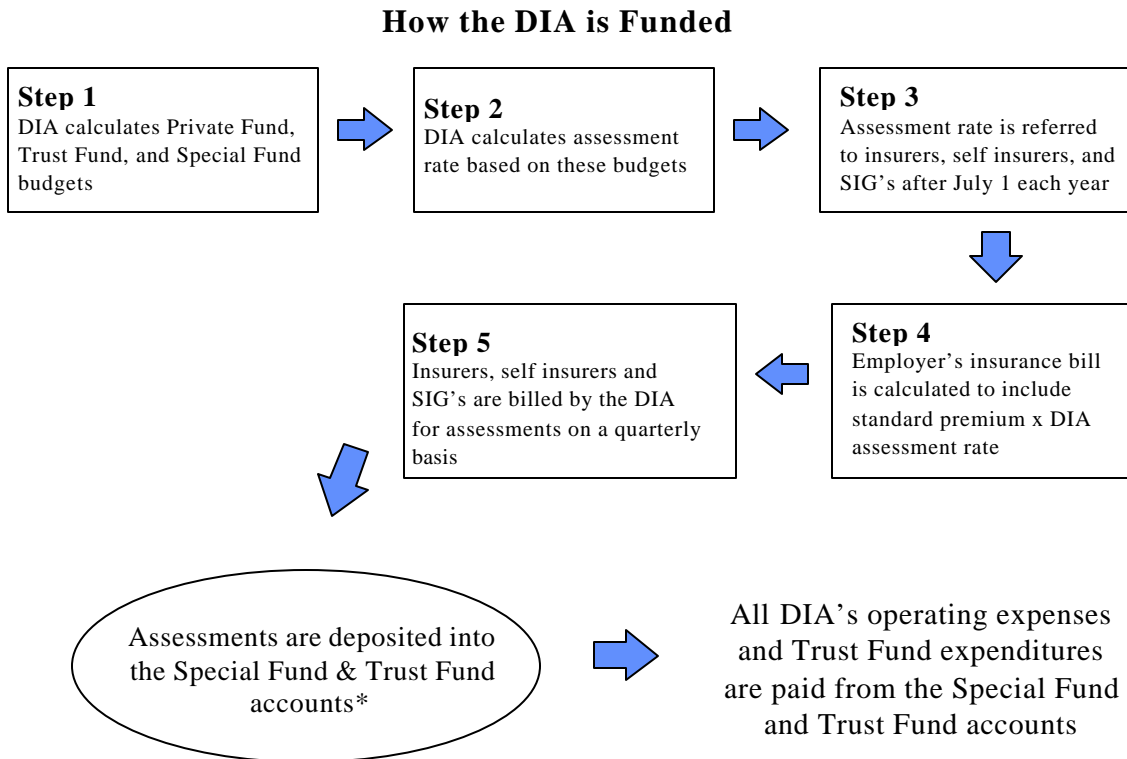 How the DIA is Funded
Step 1
DIA calculates Private Fund,
Trust Fund, and Special Fund
budgets
Step 2
DIA calculates assessment
rate based on these budgets
Step 3
Assessment rate is referred
to insurers, self insurers, and
SIG's after July 1 each year
Step 4
Employer's insurance bill
is calculated to include
standard premium x DIA
assessment rate
Step 5
Insurers, self insurers and
SIG's are billed by the DIA
for assessments on a quarterly
basis
Assessments are deposited into
the Special Fund & Trust Fund
accounts*
All DIA's operating expenses
and Trust Fund expenditures
are paid from the Special Fund
and Trust Fund accounts